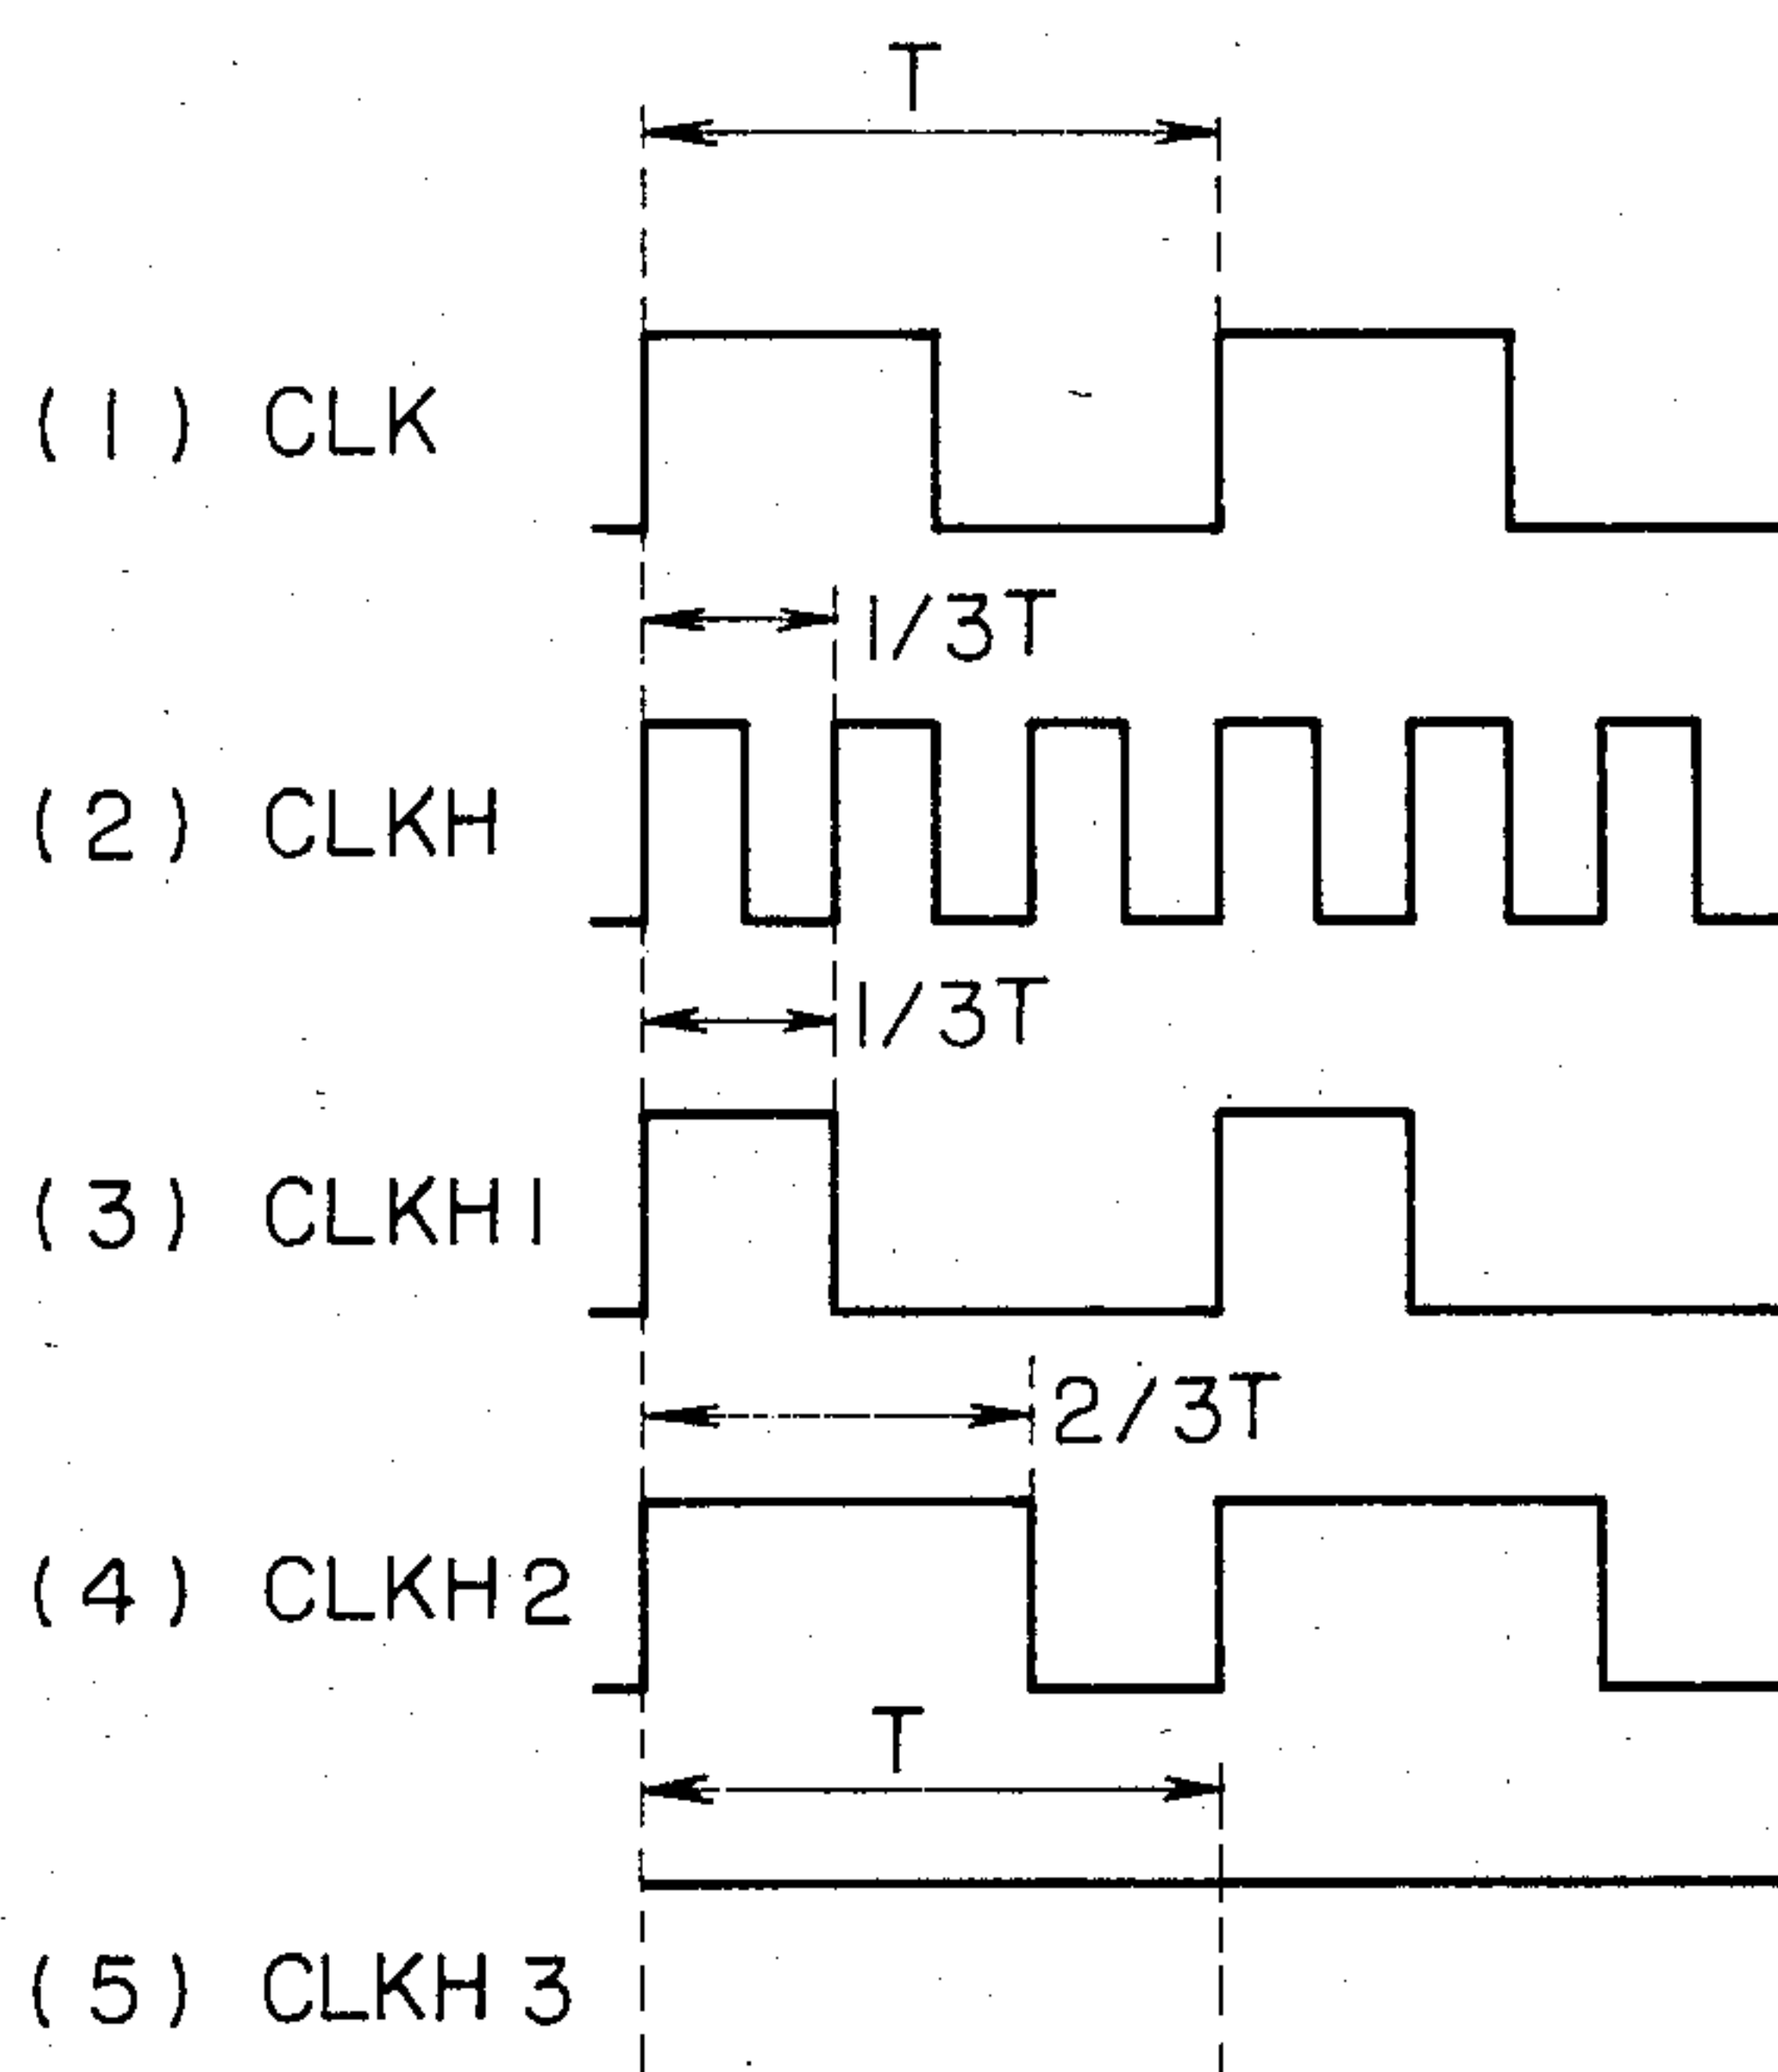 T
(1) CLK
1/3T
(2) CLKH
1/3T
(3) CLKH1
2/3T
(4) CLKH2
T
(5) CLKH3